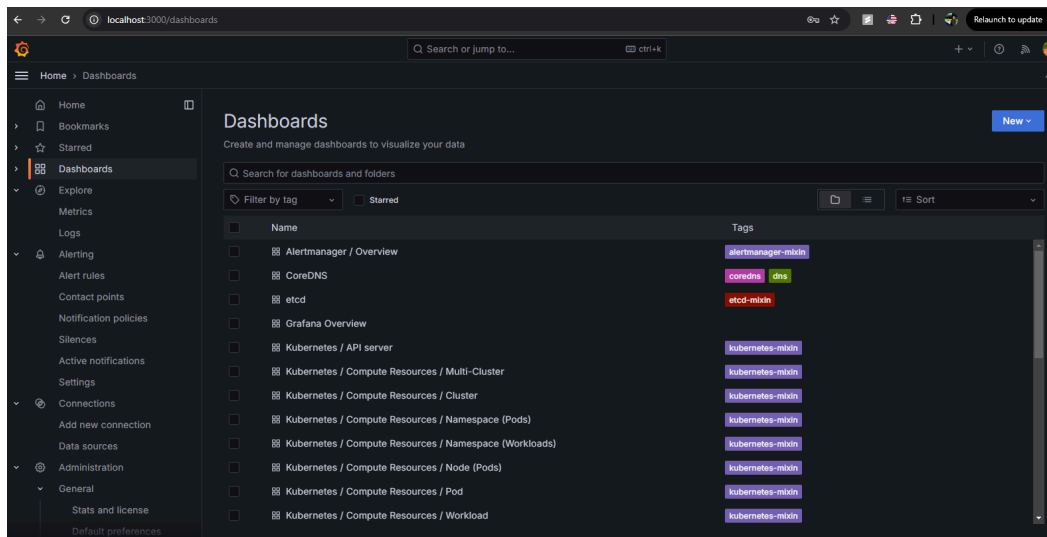 localhost:3000/dashboards
Relaunch to update
Search or jump to...
ctrl+k
Home › Dashboards
Home
Bookmarks
Starred
Dashboards
Explore
Metrics
Logs
Alerting
Alert rules
Contact points
Notification policies
Silences
Active notifications
Settings
Connections
Add new connection
Data sources
Administration
General
Stats and license
Default preferences
Dashboards
New
Create and manage dashboards to visualize your data
Search for dashboards and folders
Filter by tag
Starred
Sort
Name Tags
Alertmanager / Overview alertmanager-mixin
CoreDNS coredns dns
etcd etcd-mixin
Grafana Overview
Kubernetes / API server kubernetes-mixin
Kubernetes / Compute Resources / Multi-Cluster kubernetes-mixin
Kubernetes / Compute Resources / Cluster kubernetes-mixin
Kubernetes / Compute Resources / Namespace (Pods) kubernetes-mixin
Kubernetes / Compute Resources / Namespace (Workloads) kubernetes-mixin
Kubernetes / Compute Resources / Node (Pods) kubernetes-mixin
Kubernetes / Compute Resources / Pod kubernetes-mixin
Kubernetes / Compute Resources / Workload kubernetes-mixin